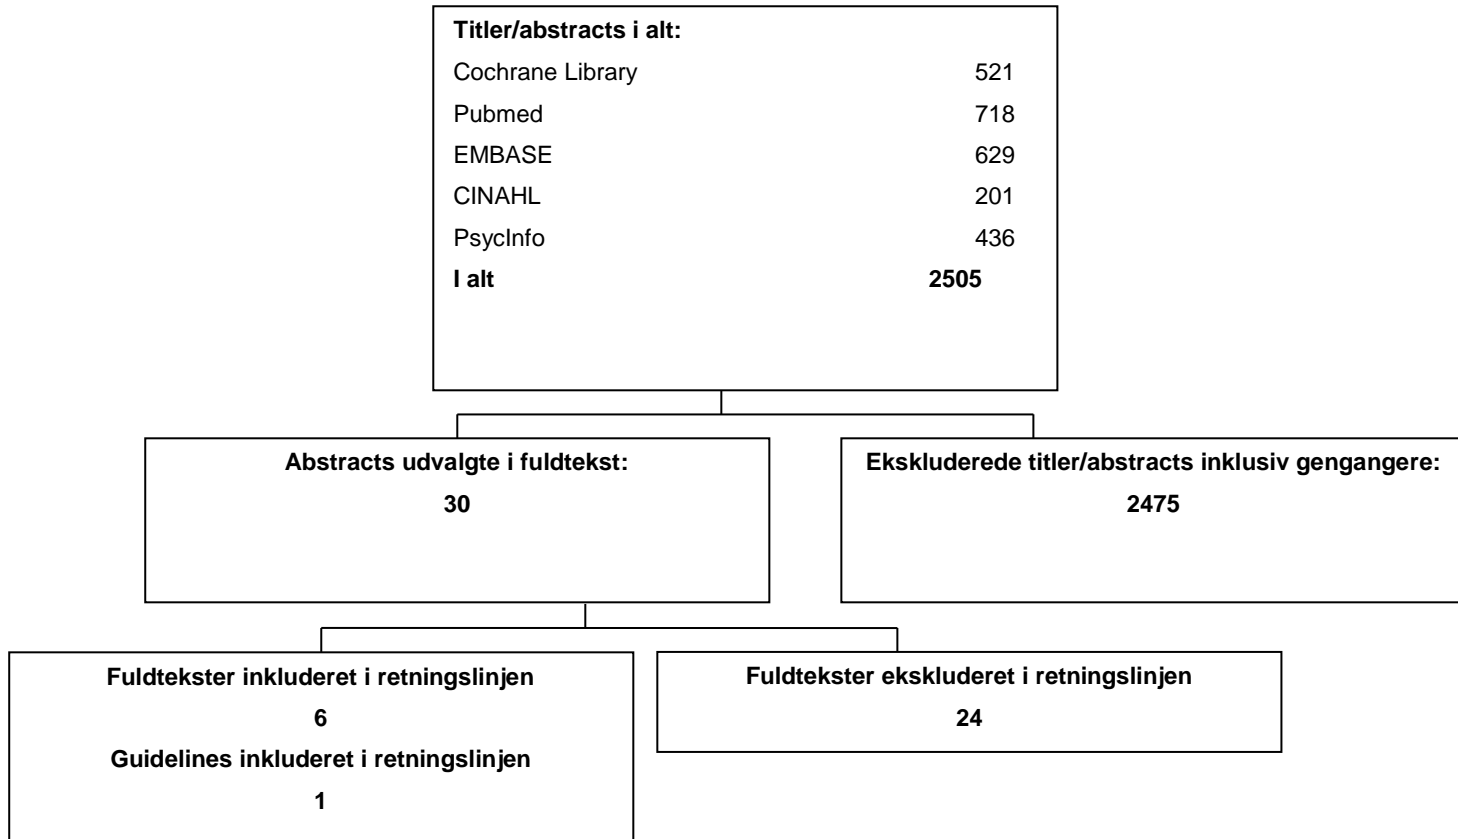 Titler/abstracts i alt:
Cochrane Library 521
Pubmed 718
EMBASE 629
CINAHL 201
PsycInfo 436
I alt 2505
Abstracts udvalgte i fuldtekst:
30
Ekskluderede titler/abstracts inklusiv gengangere:
2475
Fuldtekster inkluderet i retningslinjen
6
Guidelines inkluderet i retningslinjen
1
Fuldtekster ekskluderet i retningslinjen
24